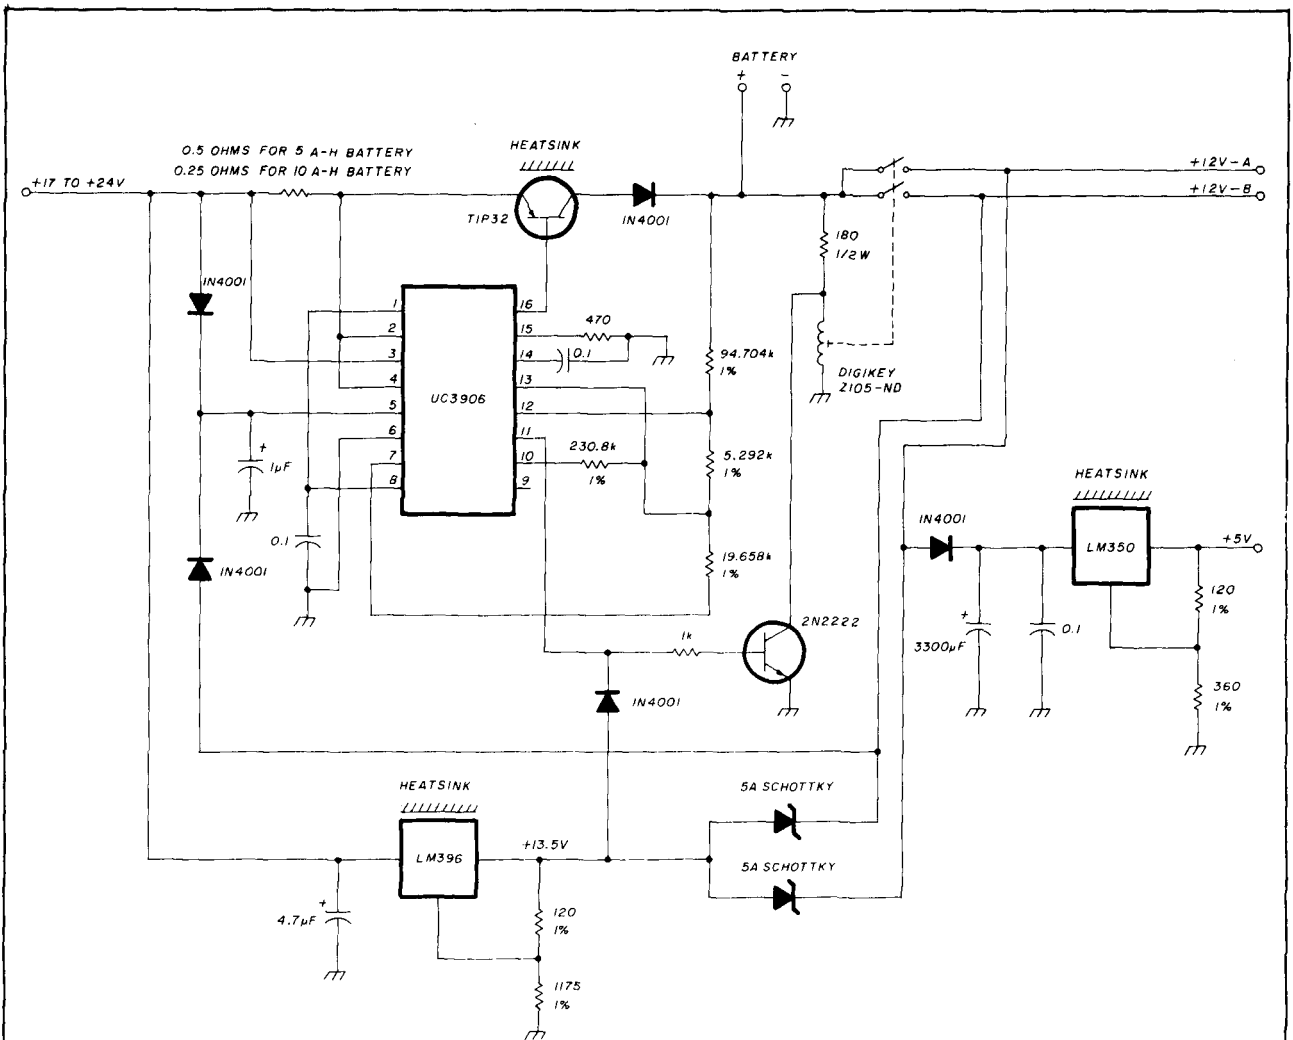 BATTERY
+ -
0.5 OHMS FOR 5 A-H BATTERY
0.25 OHMS FOR 10 A-H BATTERY
HEATSINK
+17 TO +24V
+12V-A
+12V-B
TIP32
1N4001
180
1/2W
1N4001
1 16
2 15
3 14
4 13
5 12
6 11
7 10
8 9
UC3906
470
0.1
94.704k
1%
DIGIKEY
Z105-ND
+
1µF
230.8k
1%
5.292k
1%
0.1
1N4001
19.658k
1%
HEATSINK
1N4001
LM350
+5V
120
1%
+
3300µF
0.1
360
1%
1k
2N2222
1N4001
HEATSINK
LM396
+13.5V
5A SCHOTTKY
5A SCHOTTKY
+
4.7µF
120
1%
1175
1%